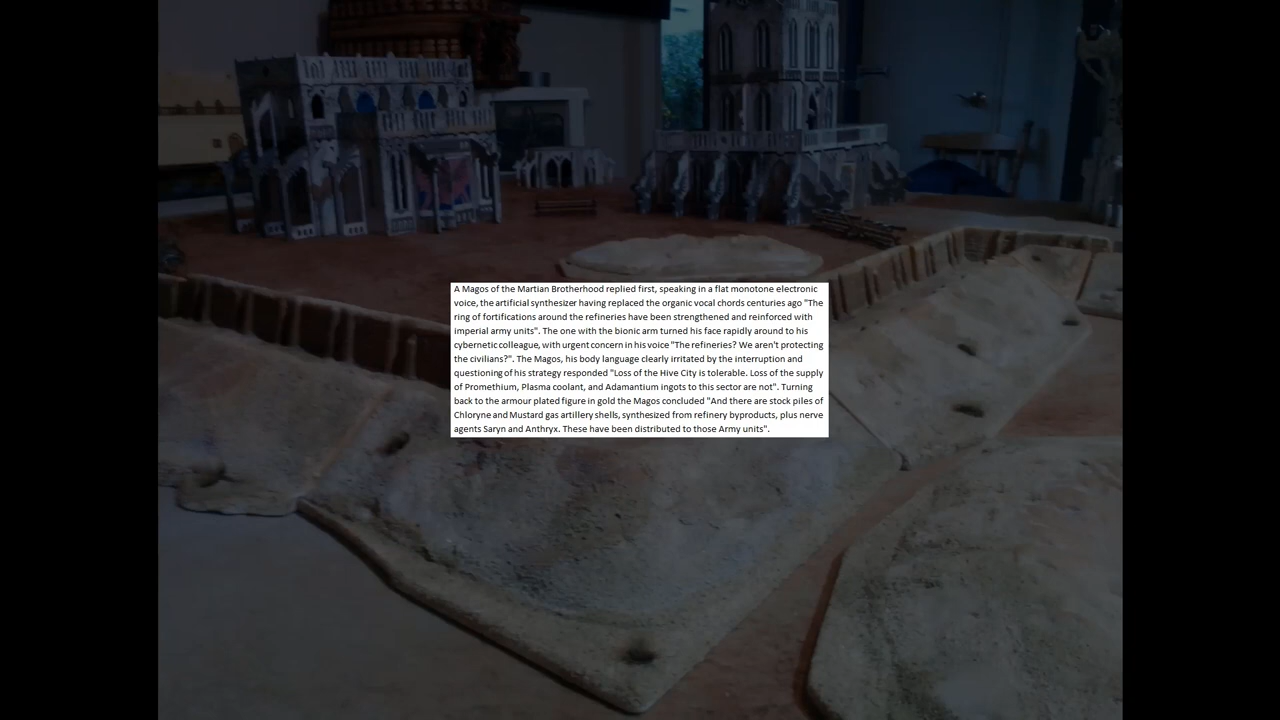 A Magos of the Martian Brotherhood replied first, speaking in a flat monotone electronic
voice, the artificial synthesizer having replaced the organic vocal chords centuries ago "The
ring of fortifications around the refineries have been strengthened and reinforced with
imperial army units". The one with the bionic arm turned his face rapidly around to his
cybernetic colleague, with urgent concern in his voice "The refineries? We aren't protecting
the civilians?". The Magos, his body language clearly irritated by the interruption and
questioning of his strategy responded "Loss of the Hive City is tolerable. Loss of the supply
of Promethium, Plasma coolant, and Adamantium ingots to this sector are not". Turning
back to the armour plated figure in gold the Magos concluded "And there are stock piles of
Chloryne and Mustard gas artillery shells, synthesized from refinery byproducts, plus nerve
agents Saryn and Anthryx. These have been distributed to those Army units".